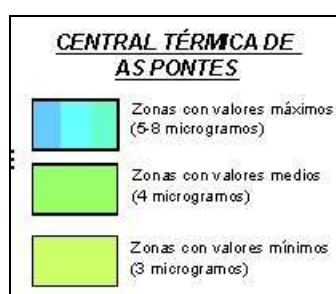 CENTRAL TÉRMICA DE
AS PONTES
Zonas con valores máximos
(5-8 microgramos)
Zonas con valores medios
(4 microgramos)
Zonas con valores mínimos
(3 microgramos)